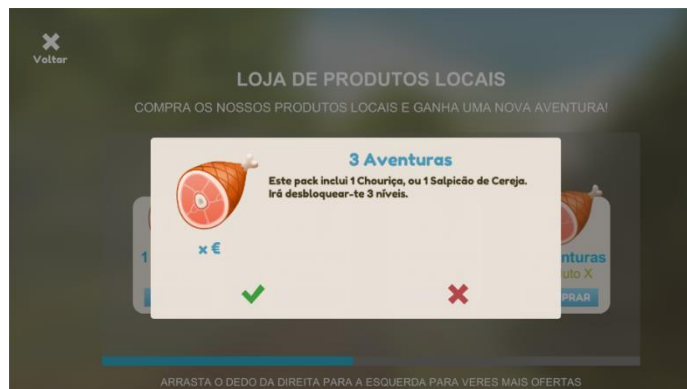 Voltar
LOJA DE PRODUTOS LOCAIS
COMPRA OS NOSSOS PRODUTOS LOCAIS E GANHA UMA NOVA AVENTURA!
3 Aventuras
Este pack inclui 1 Chouriça, ou 1 Salpicão de Cereja.
Irá desbloquear-te 3 níveis.
x €
1
nturas
uto X
PRAR
ARRASTA O DEDO DA DIREITA PARA A ESQUERDA PARA VERES MAIS OFERTAS